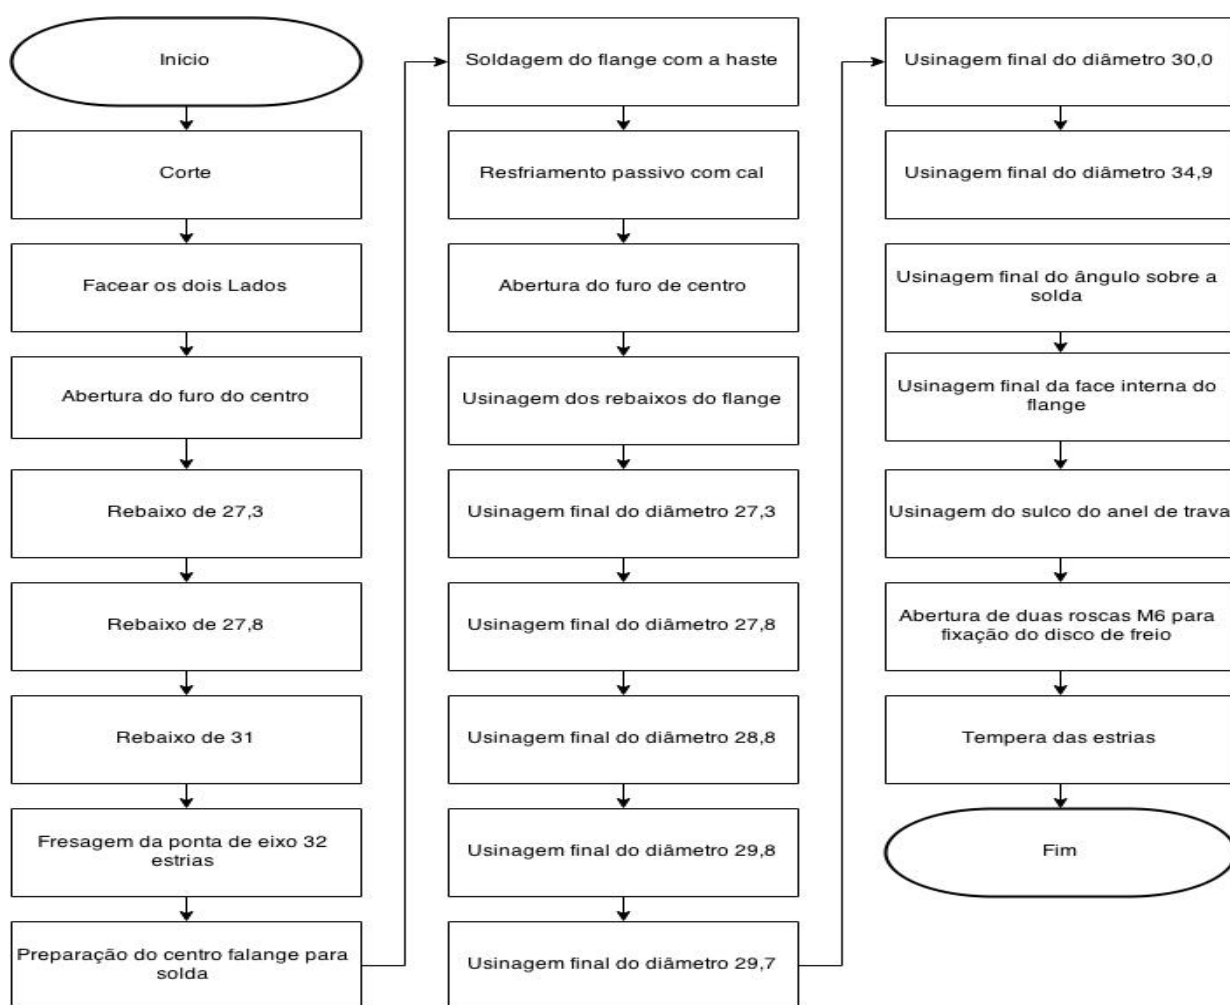 Início
Corte
Facear os dois Lados
Abertura do furo do centro
Rebaixo de 27,3
Rebaixo de 27,8
Rebaixo de 31
Fresagem da ponta de eixo 32
estrias
Preparação do centro falange para
solda
Soldagem do flange com a haste
Resfriamento passivo com cal
Abertura do furo de centro
Usinagem dos rebaixos do flange
Usinagem final do diâmetro 27,3
Usinagem final do diâmetro 27,8
Usinagem final do diâmetro 28,8
Usinagem final do diâmetro 29,8
Usinagem final do diâmetro 29,7
Usinagem final do diâmetro 30,0
Usinagem final do diâmetro 34,9
Usinagem final do ângulo sobre a
solda
Usinagem final da face interna do
flange
Usinagem do sulco do anel de trava
Abertura de duas roscas M6 para
fixação do disco de freio
Tempera das estrias
Fim